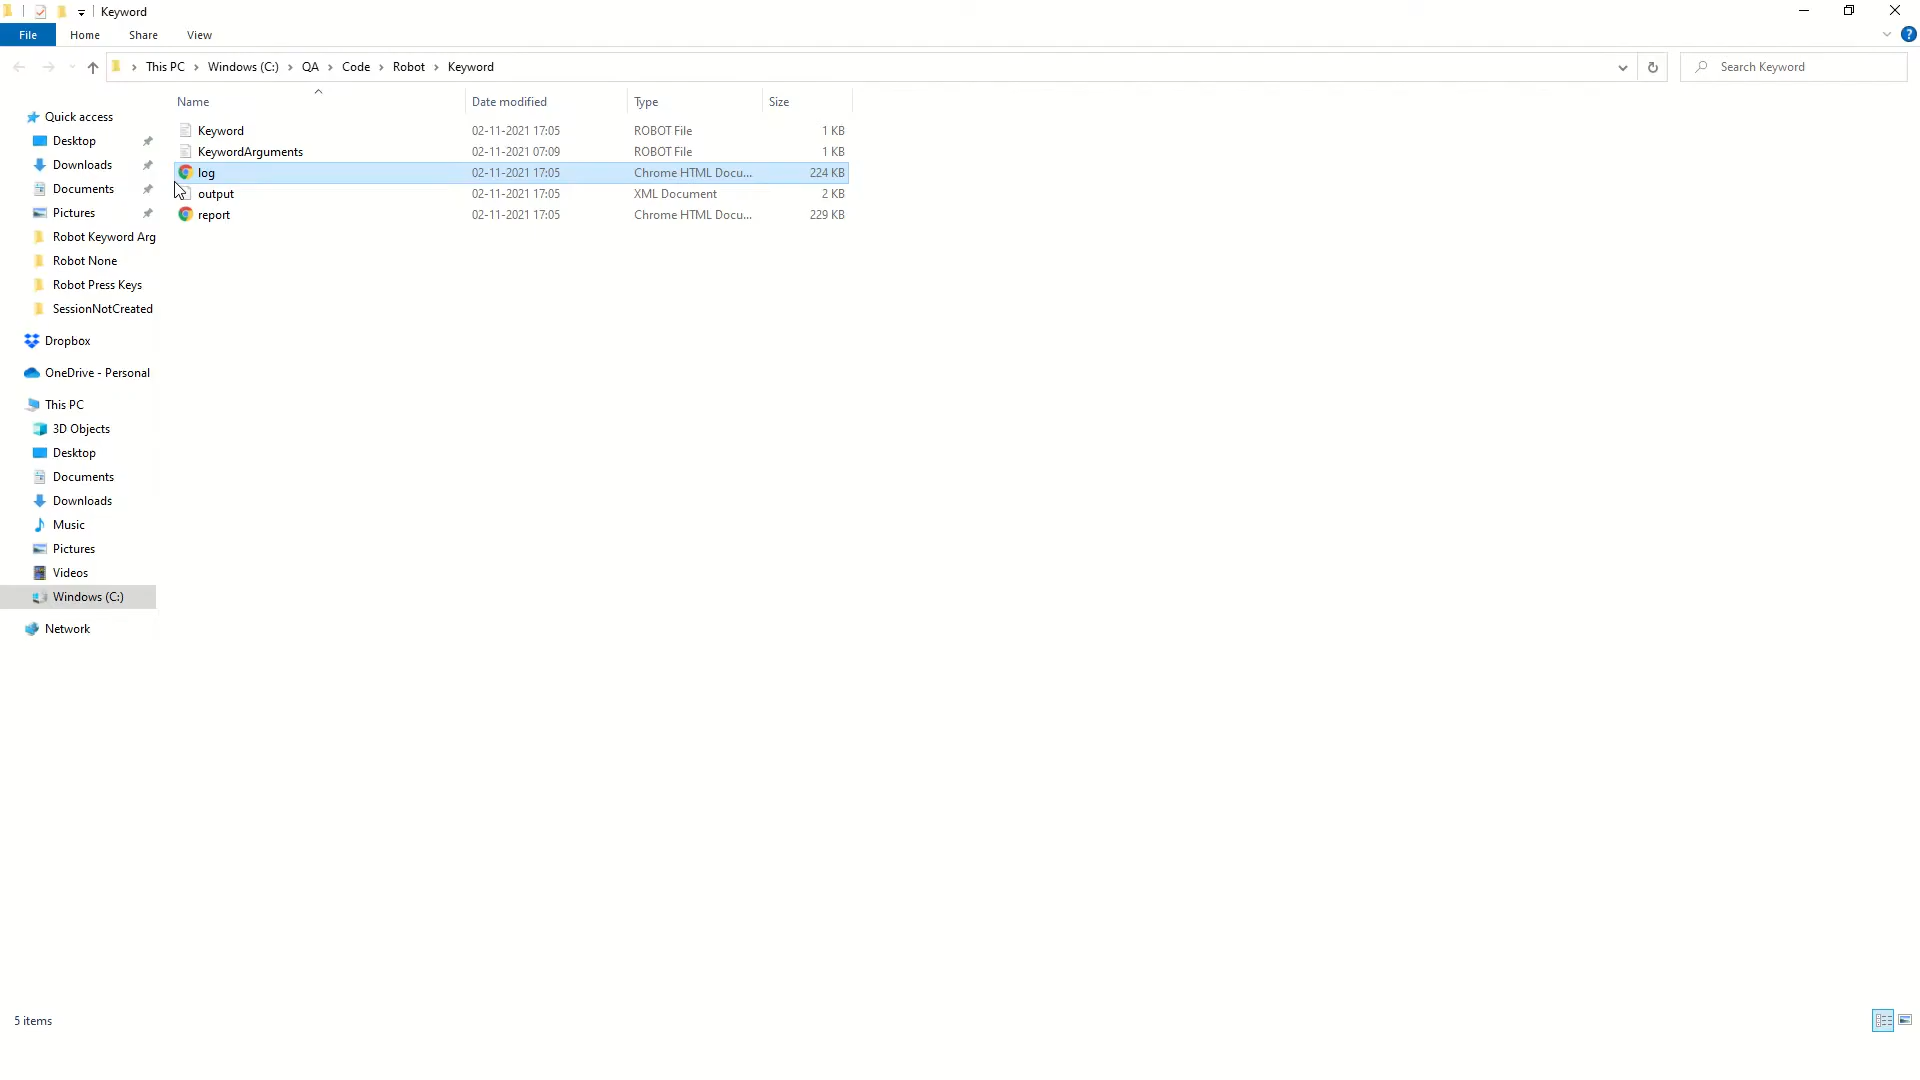 Keyword
File Home Share View
This PC Windows (C:) QA Code Robot Keyword Search Keyword
Name Date modified Type Size
Keyword 02-11-2021 17:05 ROBOT File 1 KB
KeywordArguments 02-11-2021 07:09 ROBOT File 1 KB
log 02-11-2021 17:05 Chrome HTML Docu... 224 KB
output 02-11-2021 17:05 XML Document 2 KB
report 02-11-2021 17:05 Chrome HTML Docu... 229 KB
Quick access
Desktop
Downloads
Documents
Pictures
Robot Keyword Arg
Robot None
Robot Press Keys
SessionNotCreated
Dropbox
OneDrive - Personal
This PC
3D Objects
Desktop
Documents
Downloads
Music
Pictures
Videos
Windows (C:)
Network
5 items